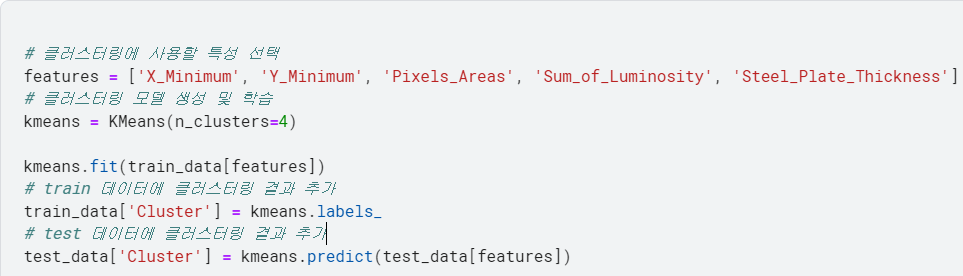 # 클러스터링에 사용할 특성 선택
features = ['X_Minimum', 'Y_Minimum', 'Pixels_Areas', 'Sum_of_Luminosity', 'Steel_Plate_Thickness']
# 클러스터링 모델 생성 및 학습
kmeans = KMeans(n_clusters=4)
kmeans.fit(train_data[features])
# train 데이터에 클러스터링 결과 추가
train_data['Cluster'] = kmeans.labels_
# test 데이터에 클러스터링 결과 추가
test_data['Cluster'] = kmeans.predict(test_data[features])